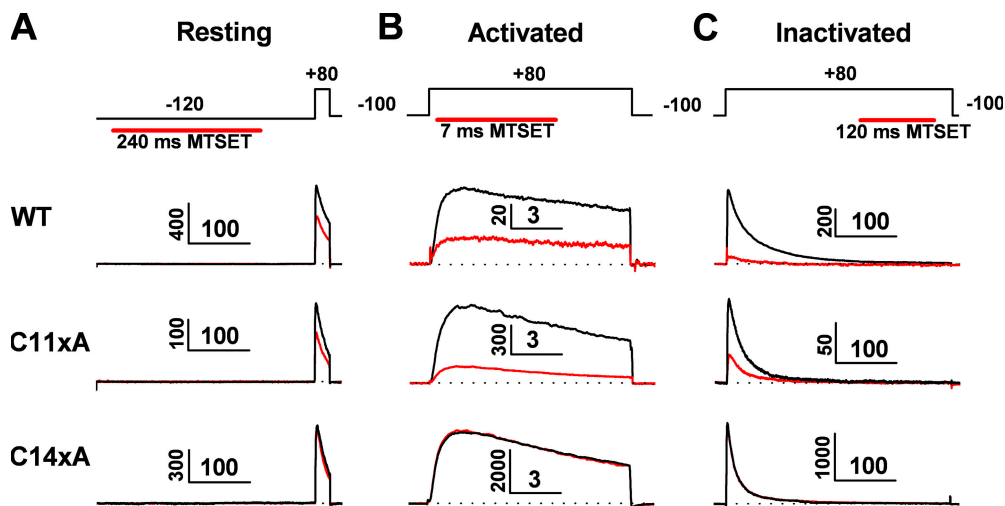 A Resting B Activated C Inactivated
+80 +80 +80
-120 -100 -100 -100
240 ms MTSET 7 ms MTSET 120 ms MTSET
WT 400 100 20 3 200 100
C11xA 100 100 300 3 50 100
C14xA 300 100 2000 3 1000 100